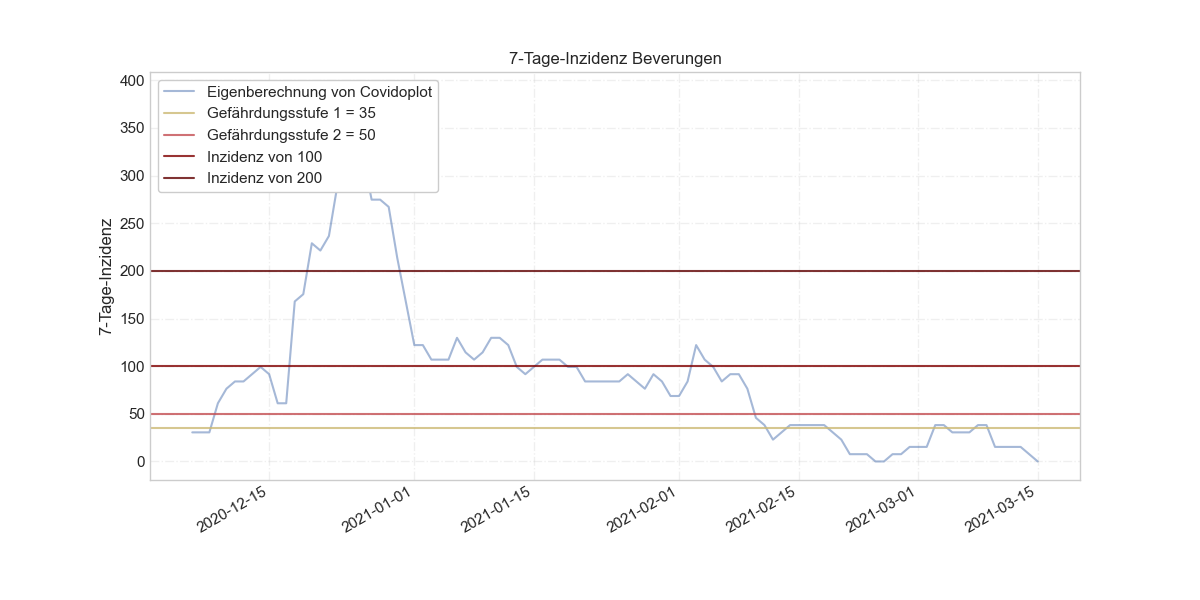 7-Tage-Inzidenz Beverungen
7-Tage-Inzidenz
400
350
300
250
200
150
100
50
0
Eigenberechnung von Covidoplot
Gefährdungsstufe 1 = 35
Gefährdungsstufe 2 = 50
Inzidenz von 100
Inzidenz von 200
2020-12-15
2021-01-01
2021-01-15
2021-02-01
2021-02-15
2021-03-01
2021-03-15